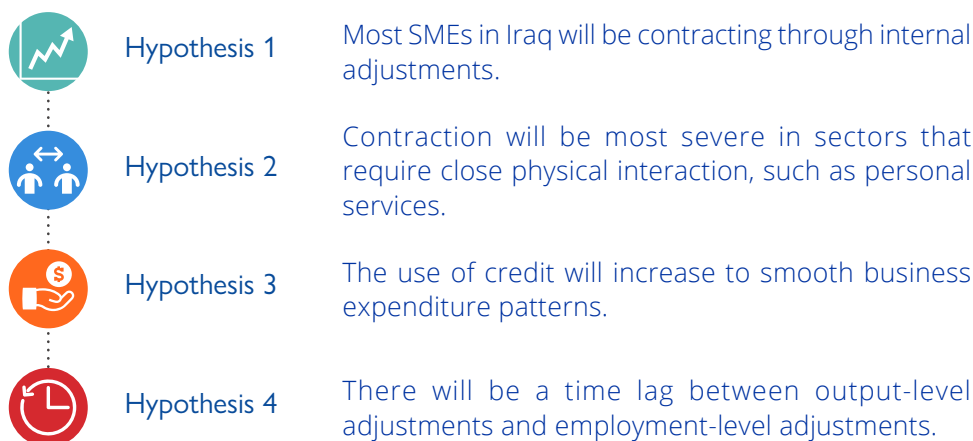 Hypothesis 1
Most SMEs in Iraq will be contracting through internal
adjustments.
Hypothesis 2
Contraction will be most severe in sectors that
require close physical interaction, such as personal
services.
$
Hypothesis 3
The use of credit will increase to smooth business
expenditure patterns.
Hypothesis 4
There will be a time lag between output-level
adjustments and employment-level adjustments.